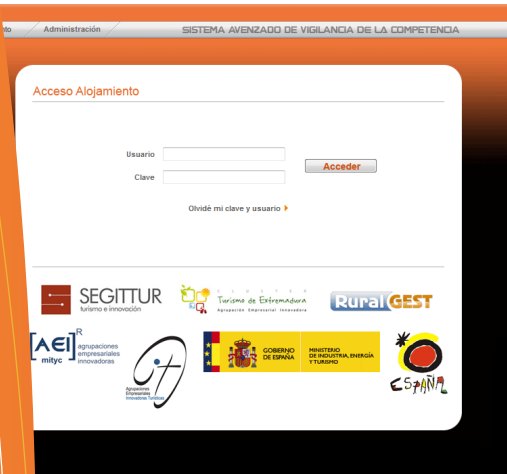 nto Administración SISTEMA AVENZADO DE VIGILANCIA DE LA COMPETENCIA
Acceso Alojamiento
Usuario
Acceder
Clave
Olvidé mi clave y usuario
SEGITTUR
turismo e innovación
CLUSTER
Turismo de Extremadura
Agrupación Empresarial Innovadora
Rural GEST
[AEI]R
mityc
agrupaciones
empresariales
innovadoras
Agrupaciones
Empresariales
Innovadoras Turísticas
GOBIERNO
DE ESPAÑA
MINISTERIO
DE INDUSTRIA, ENERGÍA
Y TURISMO
ESPAÑA